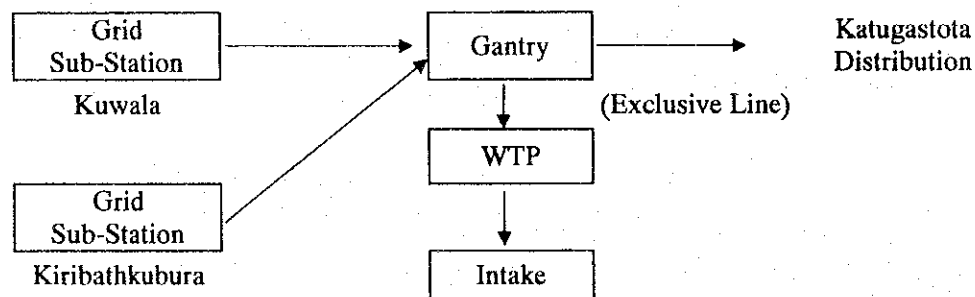 Grid
Sub-Station
Kuwala
Gantry
Katugastota
Distribution
(Exclusive Line)
WTP
Grid
Sub-Station
Kiribathkubura
Intake